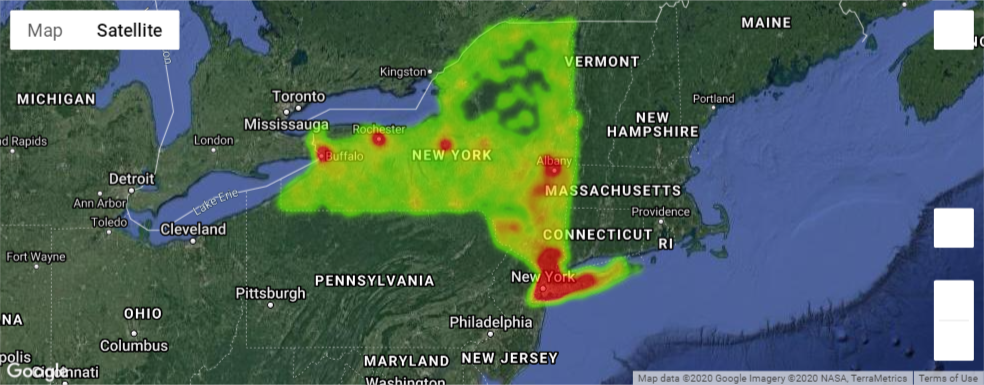 Map Satellite
MAINE
VERMONT
Kingston
Toronto
MICHIGAN
Portland
Mississauga
Rochester
NEW
HAMPSHIRE
London
Buffalo
NEW YORK
Albany
Detroit
MASSACHUSETTS
Ann Arbor
Lake Erie
Providence
Toledo
Cleveland
CONNECTICUT
RI
Fort Wayne
New York
PENNSYLVANIA
Pittsburgh
OHIO
NA
Philadelphia
Columbus
MARYLAND
NEW JERSEY
Google
Washington
Map data ©2020 Google Imagery ©2020 NASA, TerraMetrics
Terms of Use